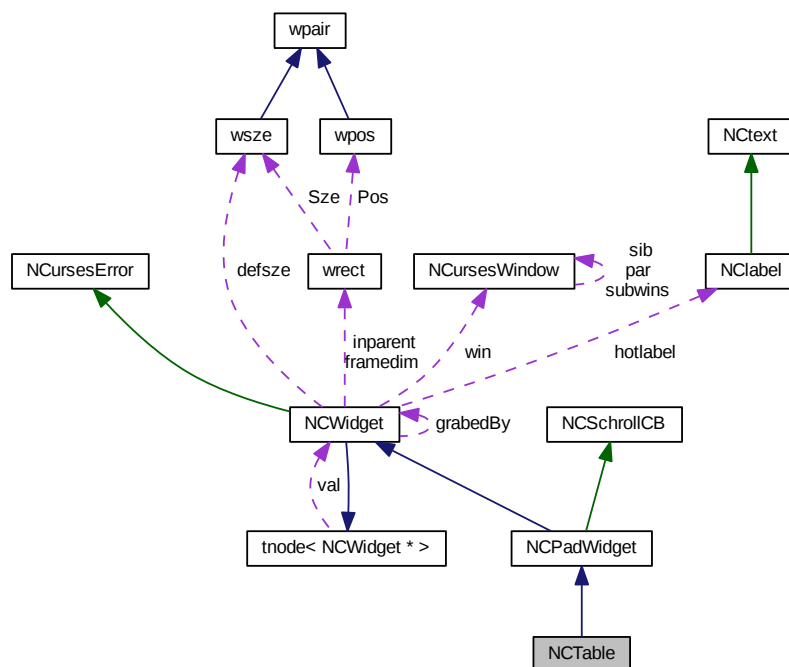 wpair
wsze
wpos
NCtext
Sze
Pos
NCursesError
defsze
wrect
NCursesWindow
sib
par
subwins
NClabel
inparent
framedim
win
hotlabel
NCWidget
grabedBy
NCSchrollCB
val
tnode< NCWidget * >
NCPadWidget
NCTable